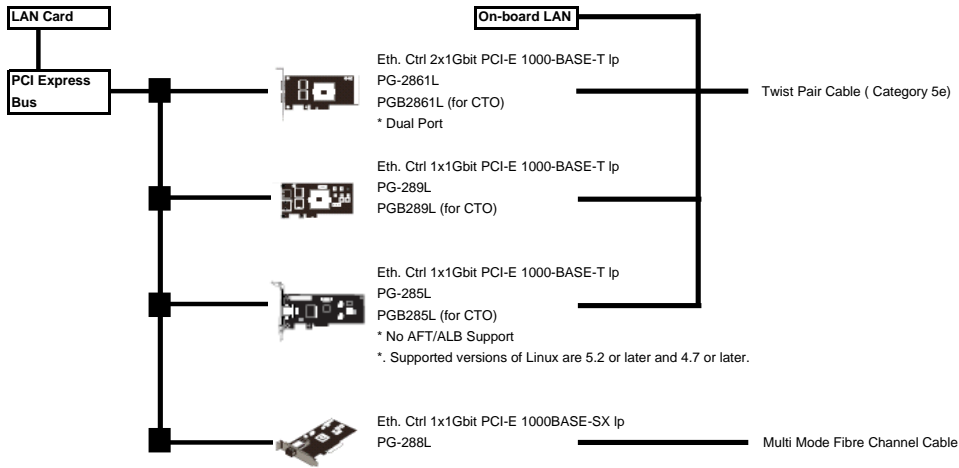 LAN Card
On-board LAN
PCI Express
Bus
Eth. Ctrl 2x1Gbit PCI-E 1000-BASE-T lp
PG-2861L
PGB2861L (for CTO)
* Dual Port
Twist Pair Cable ( Category 5e)
Eth. Ctrl 1x1Gbit PCI-E 1000-BASE-T lp
PG-289L
PGB289L (for CTO)
Eth. Ctrl 1x1Gbit PCI-E 1000-BASE-T lp
PG-285L
PGB285L (for CTO)
* No AFT/ALB Support
*. Supported versions of Linux are 5.2 or later and 4.7 or later.
Eth. Ctrl 1x1Gbit PCI-E 1000BASE-SX lp
PG-288L
Multi Mode Fibre Channel Cable